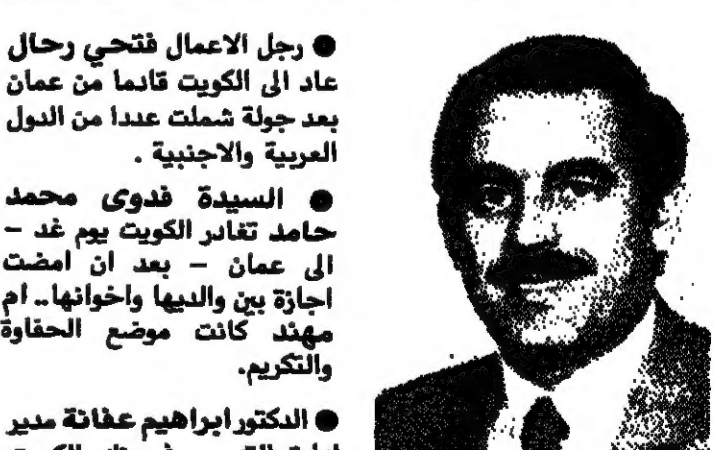 ● رجل الاعمال فتحي رحال
عاد الى الكويت قادما من عمان
بعد جولة شملت عددا من الدول
العربية والاجنبية .
● السيدة فدوى محمد
حامد تغادر الكويت يوم غد –
الى عمان – بعد ان امضت
اجازة بين والديها واخوانها.. ام
مهند كانت موضع الحفاوة
والتكريم.
● الدكتور ابراهيم عفانة مدير